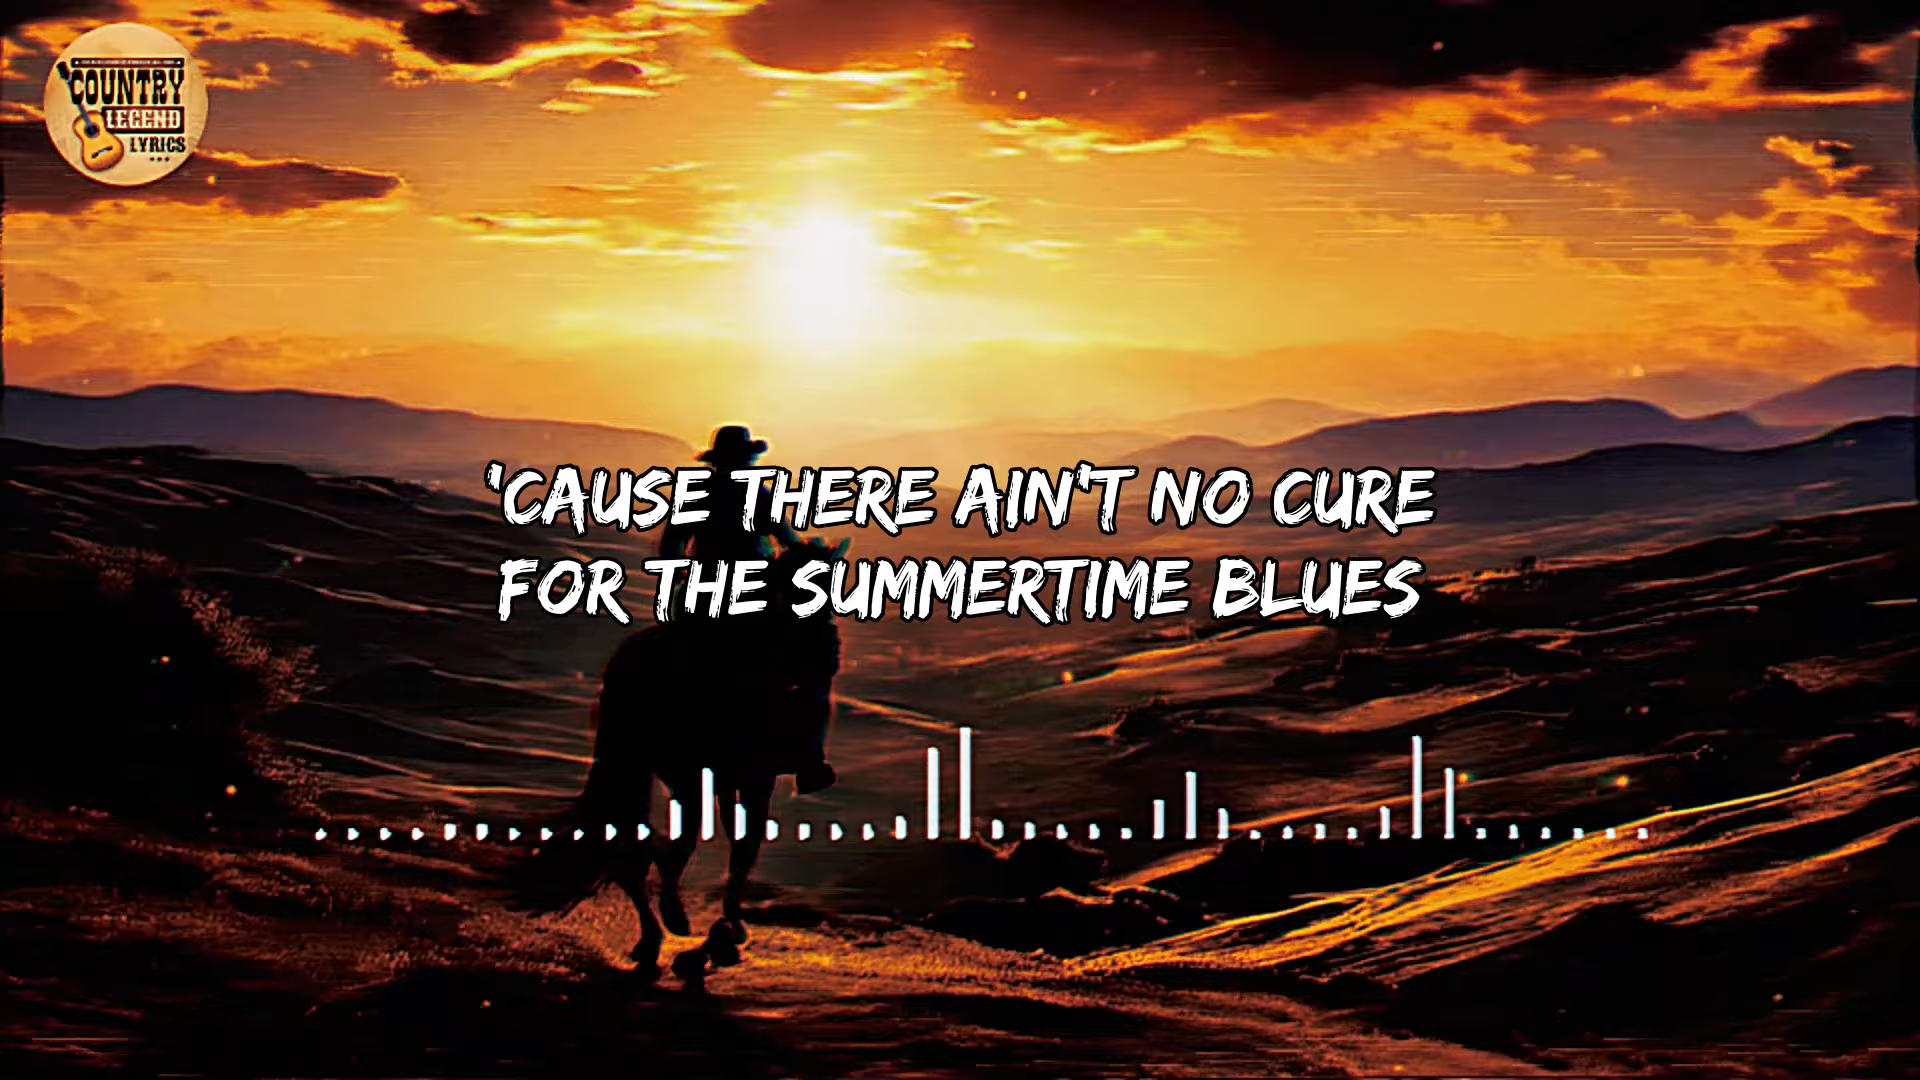 COUNTRY
LEGEND
LYRICS
'CAUSE THERE AIN'T NO CURE
FOR THE SUMMERTIME BLUES